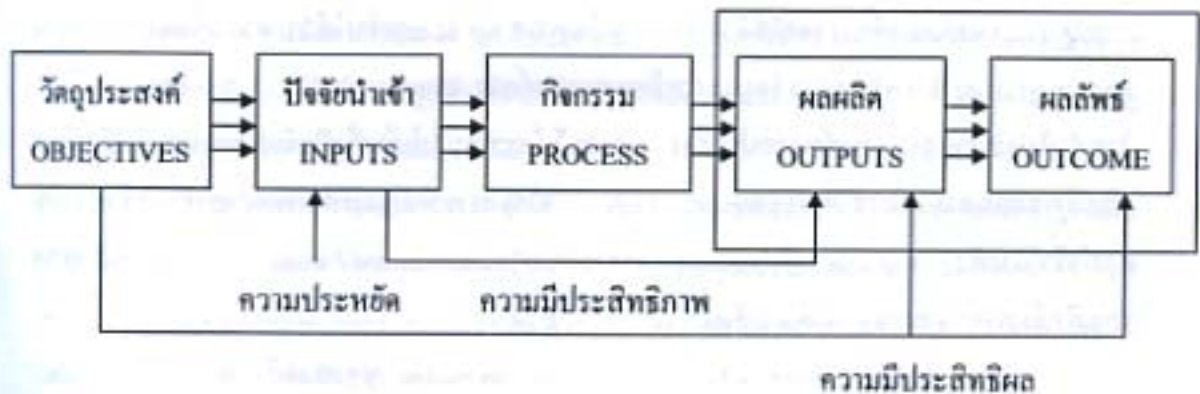 วัตถุประสงค์
OBJECTIVES
ปัจจัยนำเข้า
INPUTS
กิจกรรม
PROCESS
ผลผลิต
OUTPUTS
ผลลัพธ์
OUTCOME
ความประหยัด
ความมีประสิทธิภาพ
ความมีประสิทธิผล